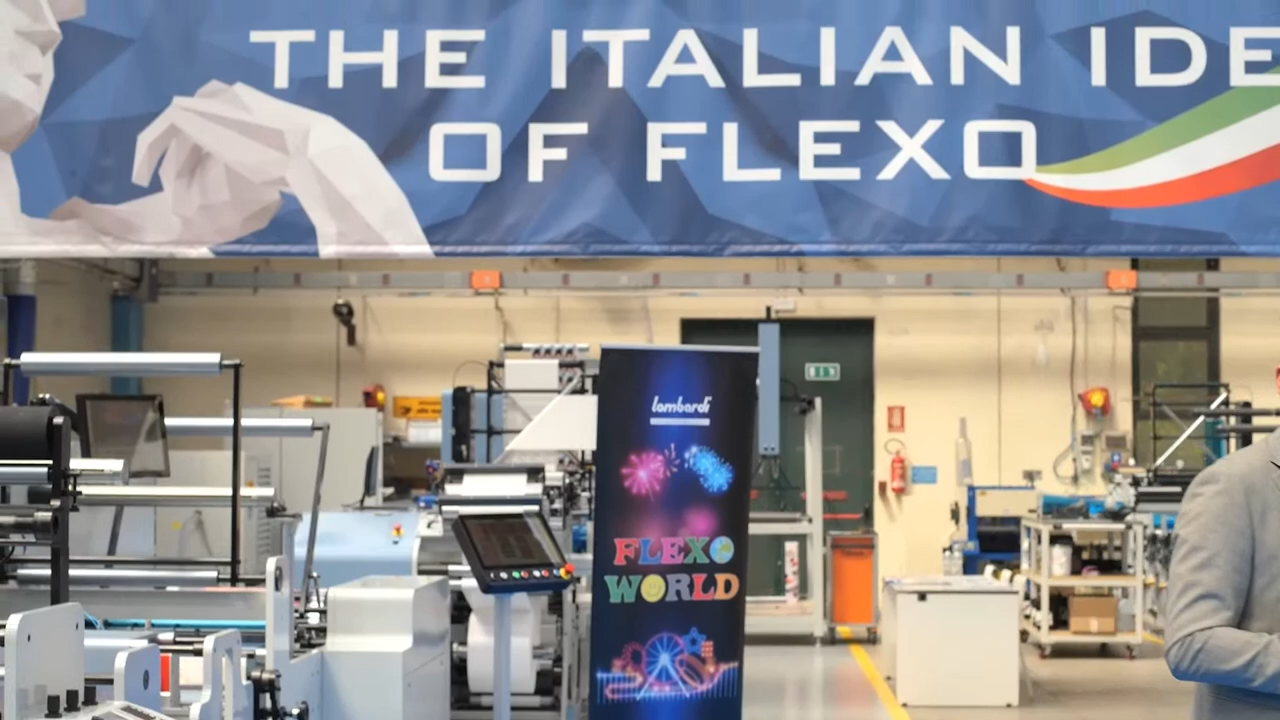 THE ITALIAN IDE
OF FLEXO
lombardi
FLEXO
WORLD